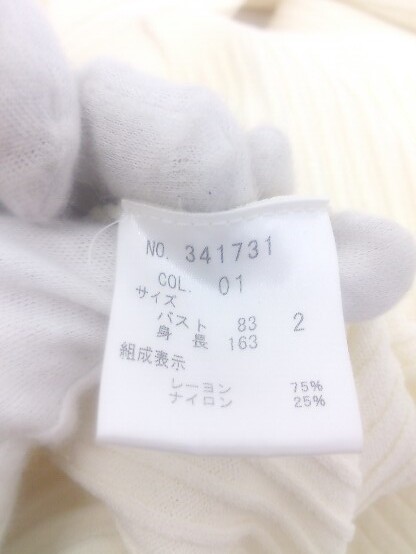 NO. 341731
COL. 01
サイズ
バスト 83 2
身長 163
組成表示
レーヨン 75%
ナイロン 25%